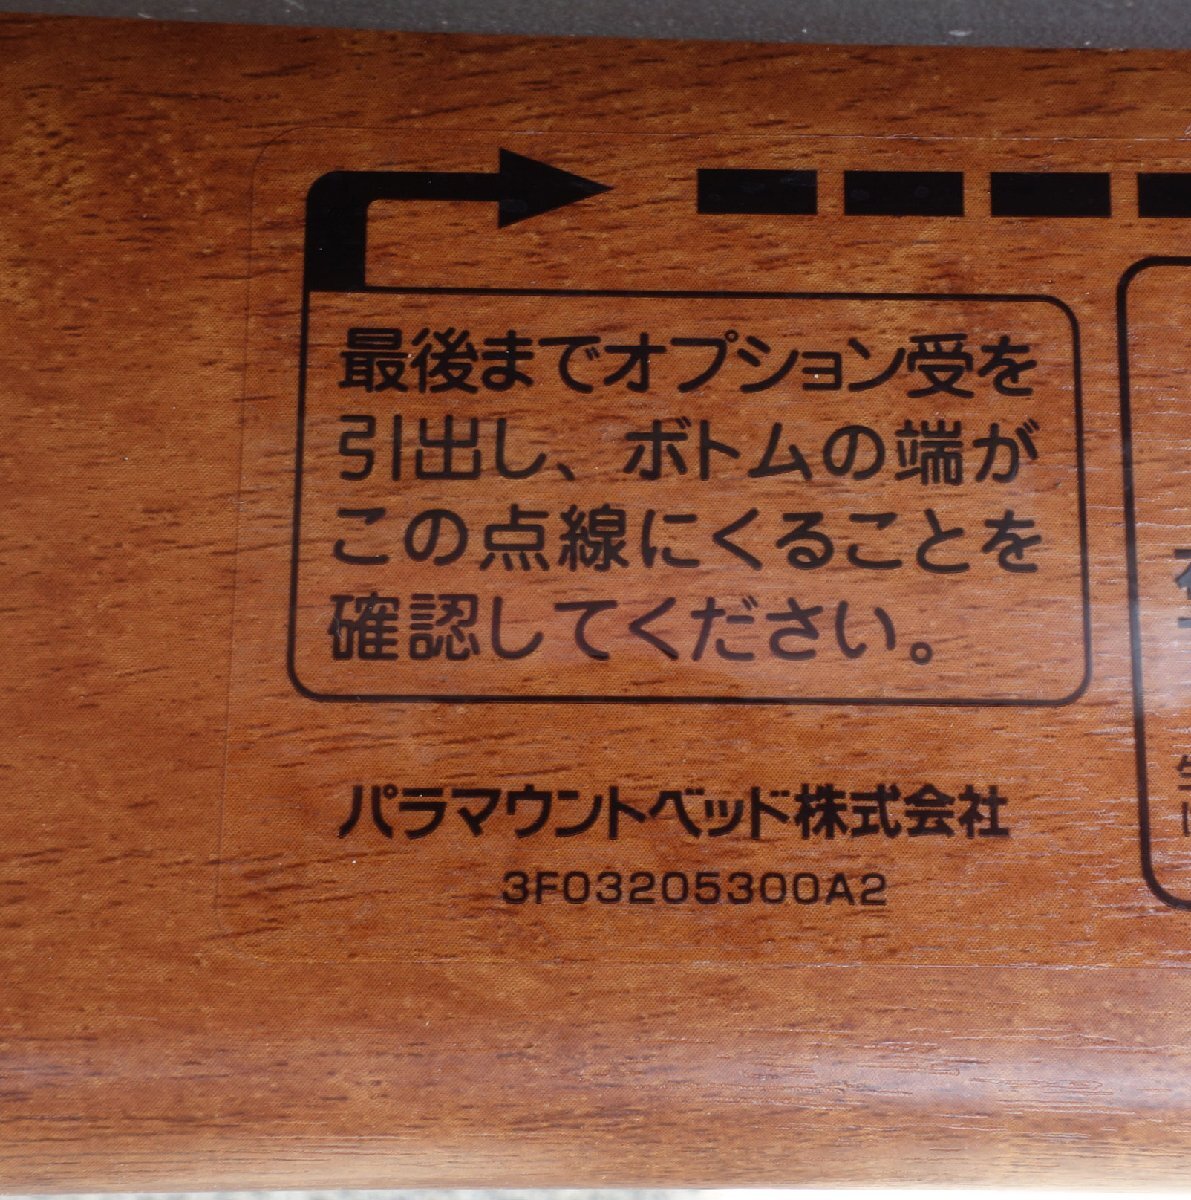 最後までオプション受を
引出し、ボトムの端が
この点線にくることを
確認してください。
パラマウントベッド株式会社
3F03205300A2